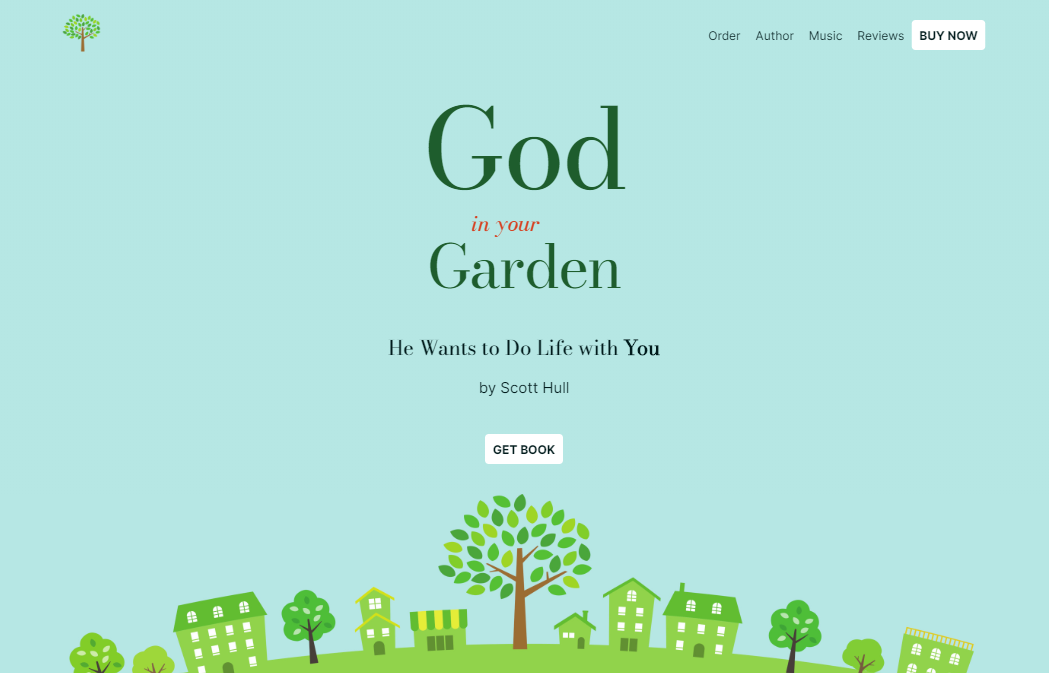 Order Author Music Reviews BUY NOW
God
in your
Garden
He Wants to Do Life with You
by Scott Hull
GET BOOK